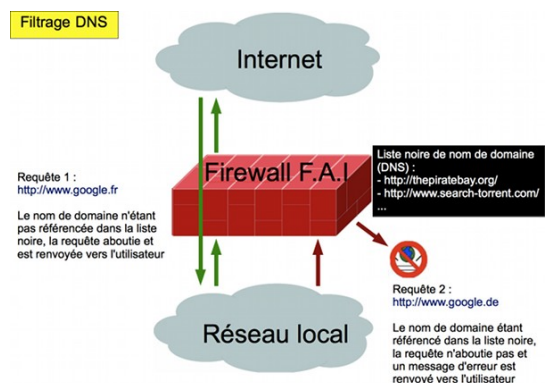 Filtrage DNS
Internet
Firewall F.A.I
Liste noire de nom de domaine
(DNS) :
- http://thepiratebay.org/
- http://www.search-torrent.com/
...
Requête 1 :
http://www.google.fr
Le nom de domaine n'étant
pas référencée dans la liste
noire, la requête aboutie et
est renvoyée vers l'utilisateur
Réseau local
Requête 2 :
http://www.google.de
Le nom de domaine étant
référencé dans la liste noire,
la requête n'aboutie pas et
un message d'erreur est
renvoyé vers l'utilisateur